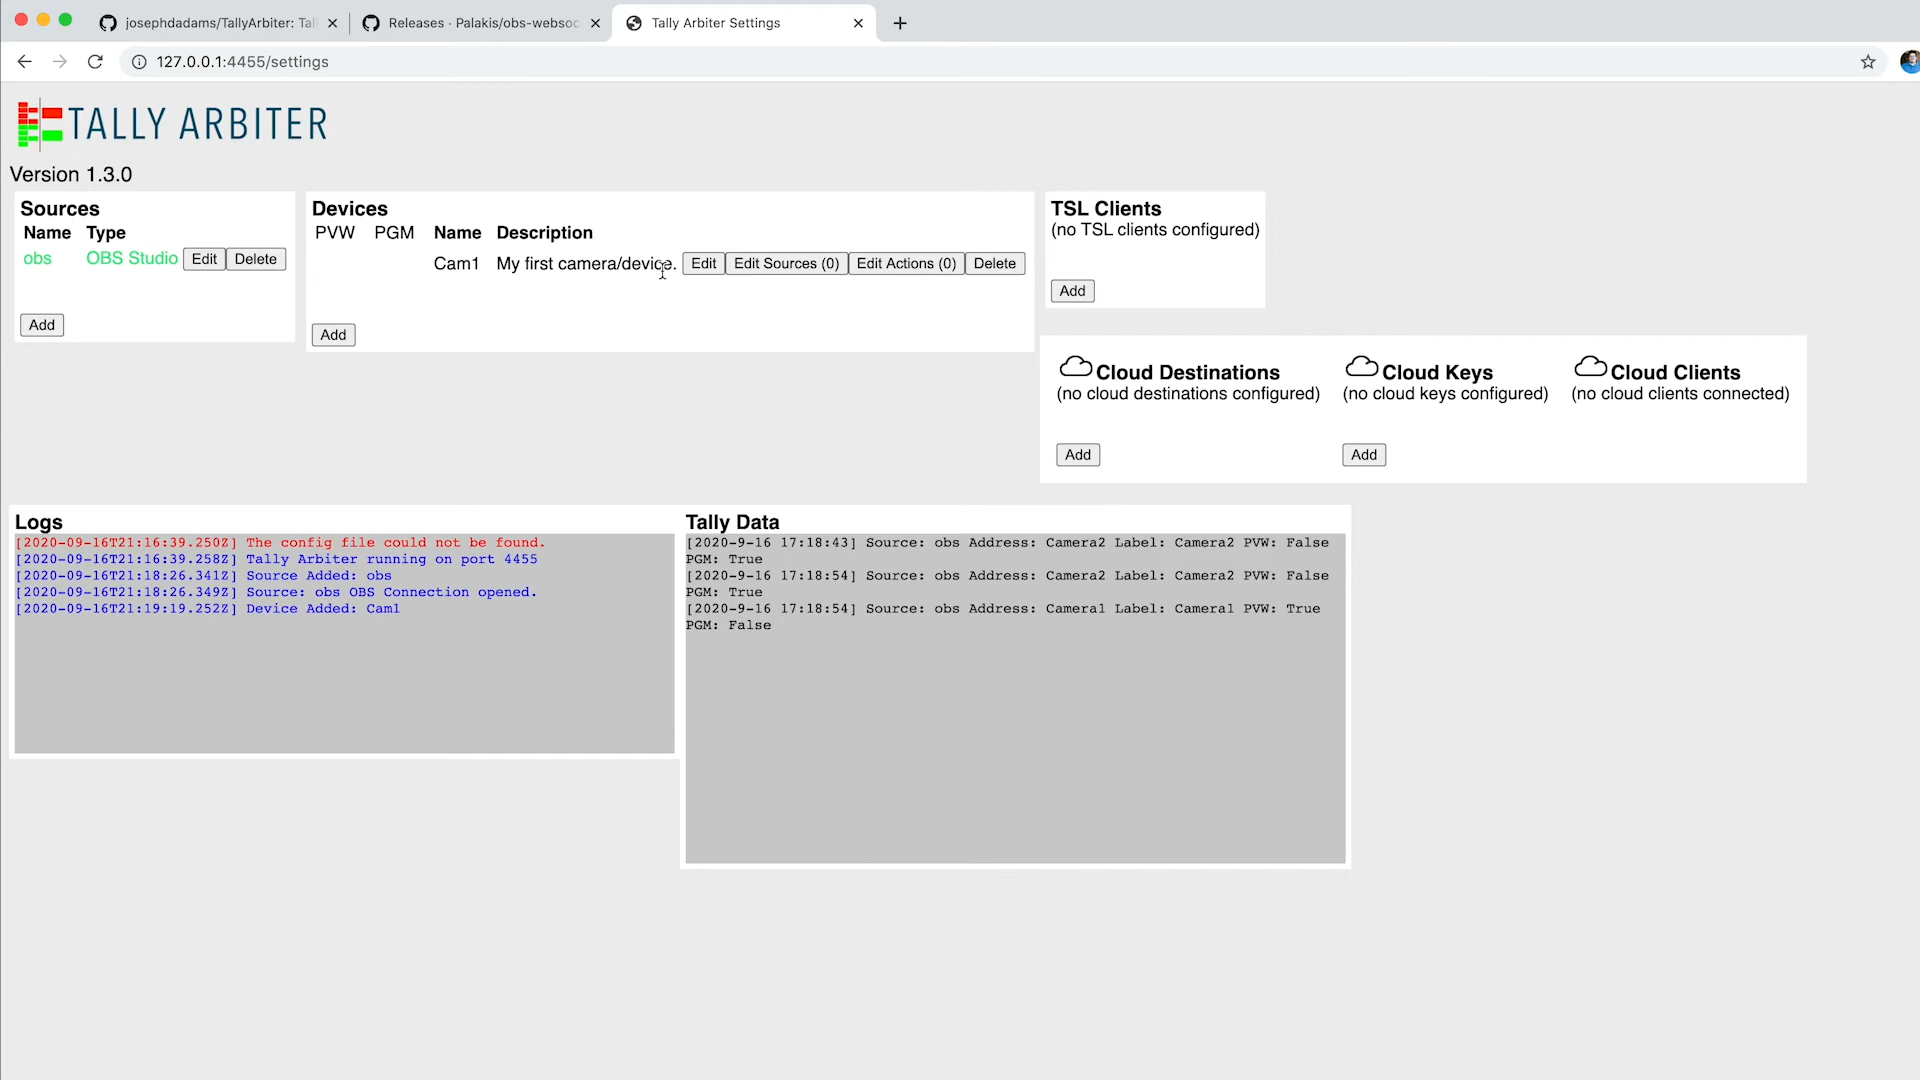 josephdadams/TallyArbiter: Tal
Releases · Palakis/obs-websoc
Tally Arbiter Settings
127.0.0.1:4455/settings
TALLY ARBITER
Version 1.3.0
Sources
Name Type
obs OBS Studio Edit Delete
Add
Devices
PVW PGM Name Description
Cam1 My first camera/device. Edit Edit Sources (0) Edit Actions (0) Delete
Add
TSL Clients
(no TSL clients configured)
Add
Cloud Destinations
(no cloud destinations configured)
Add
Cloud Keys
(no cloud keys configured)
Add
Cloud Clients
(no cloud clients connected)
Logs
[2020-09-16T21:16:39.250Z] The config file could not be found.
[2020-09-16T21:16:39.258Z] Tally Arbiter running on port 4455
[2020-09-16T21:18:26.341Z] Source Added: obs
[2020-09-16T21:18:26.349Z] Source: obs OBS Connection opened.
[2020-09-16T21:19:19.252Z] Device Added: Cam1
Tally Data
[2020-9-16 17:18:43] Source: obs Address: Camera2 Label: Camera2 PVW: False
PGM: True
[2020-9-16 17:18:54] Source: obs Address: Camera2 Label: Camera2 PVW: False
PGM: True
[2020-9-16 17:18:54] Source: obs Address: Camera1 Label: Camera1 PVW: True
PGM: False